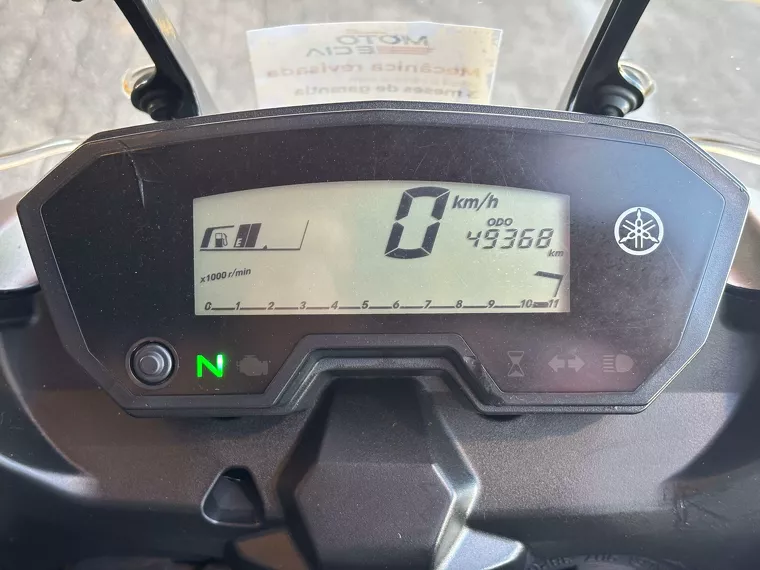 MOTO
& CIA
Mecânica revisada
meses de garantia
0 km/h
ODO
49368
km
E
x1000 r/min
0 1 2 3 4 5 6 7 8 9 10 11
N